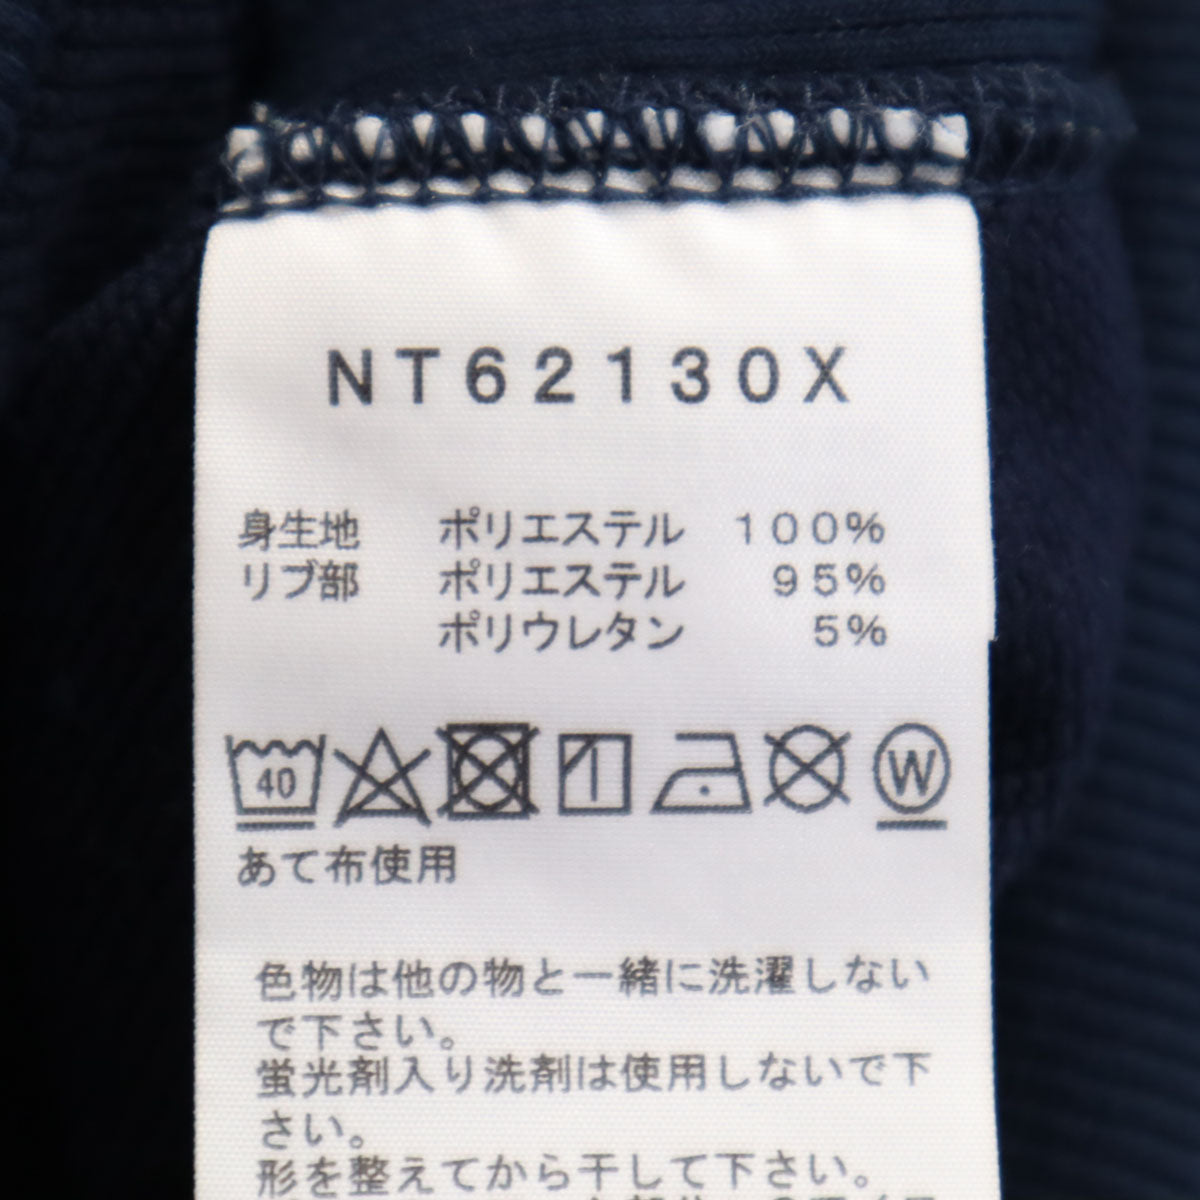 NT62130X
身生地 ポリエステル 100%
リブ部 ポリエステル 95%
ポリウレタン 5%
40 W
あて布使用
色物は他の物と一緒に洗濯しない
で下さい。
蛍光剤入り洗剤は使用しないで下
さい。
形を整えてから干して下さい。